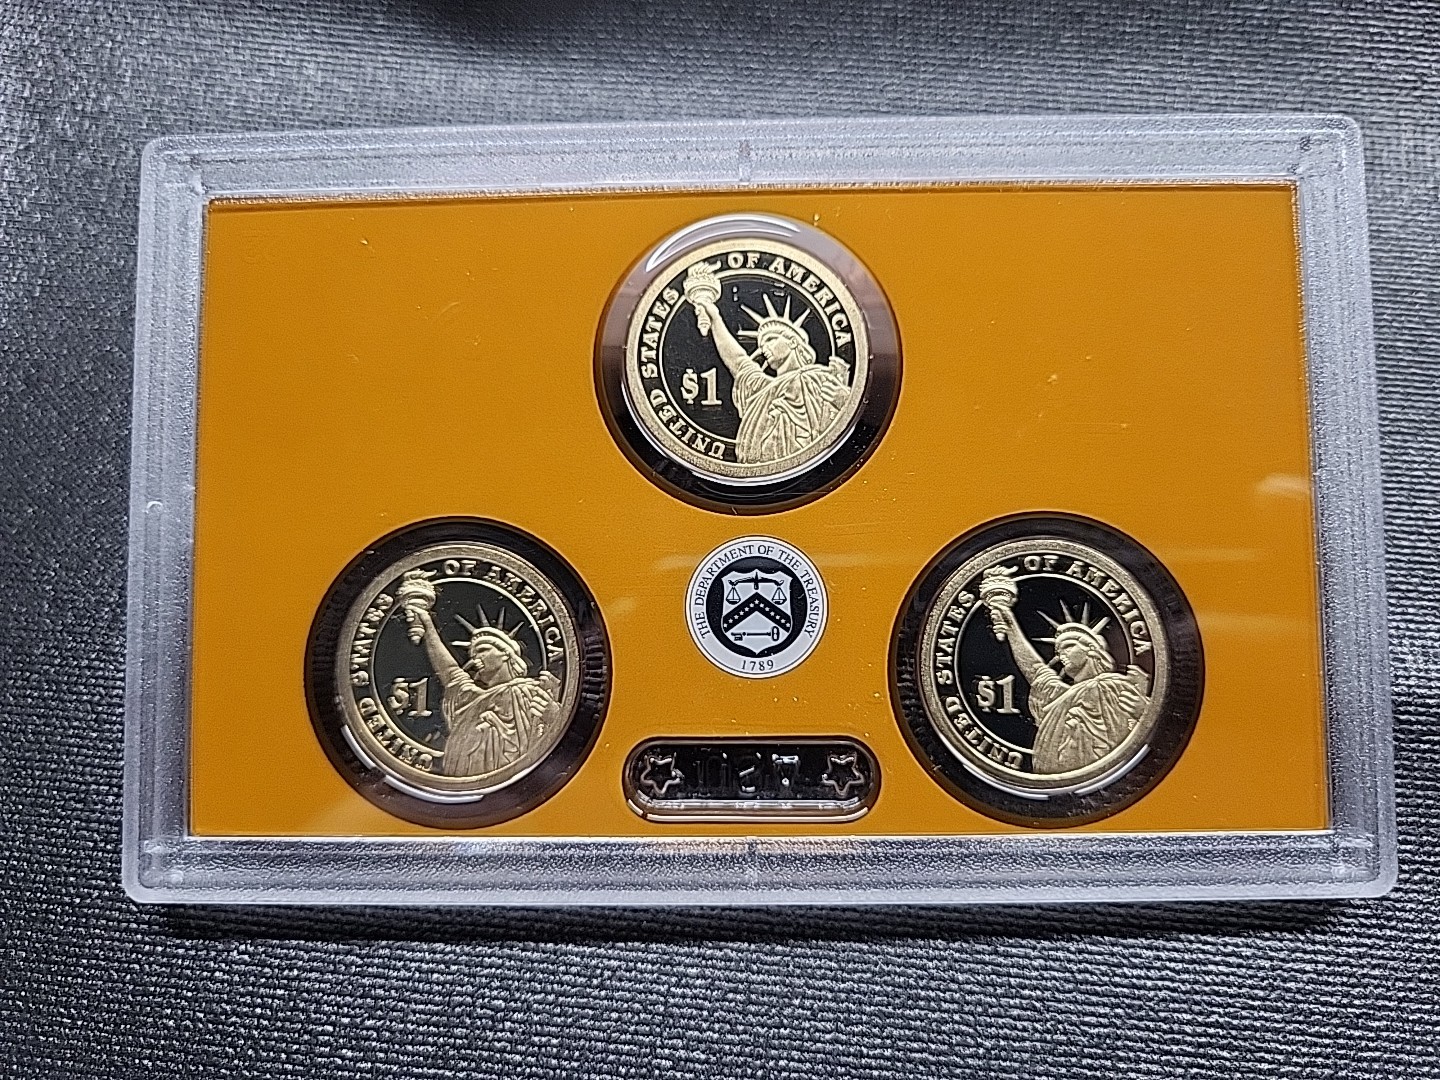 UNITED STATES OF AMERICA
$1
THE DEPARTMENT OF THE TREASURY
1789
UNITED STATES OF AMERICA
$1
UNITED STATES OF AMERICA
$1